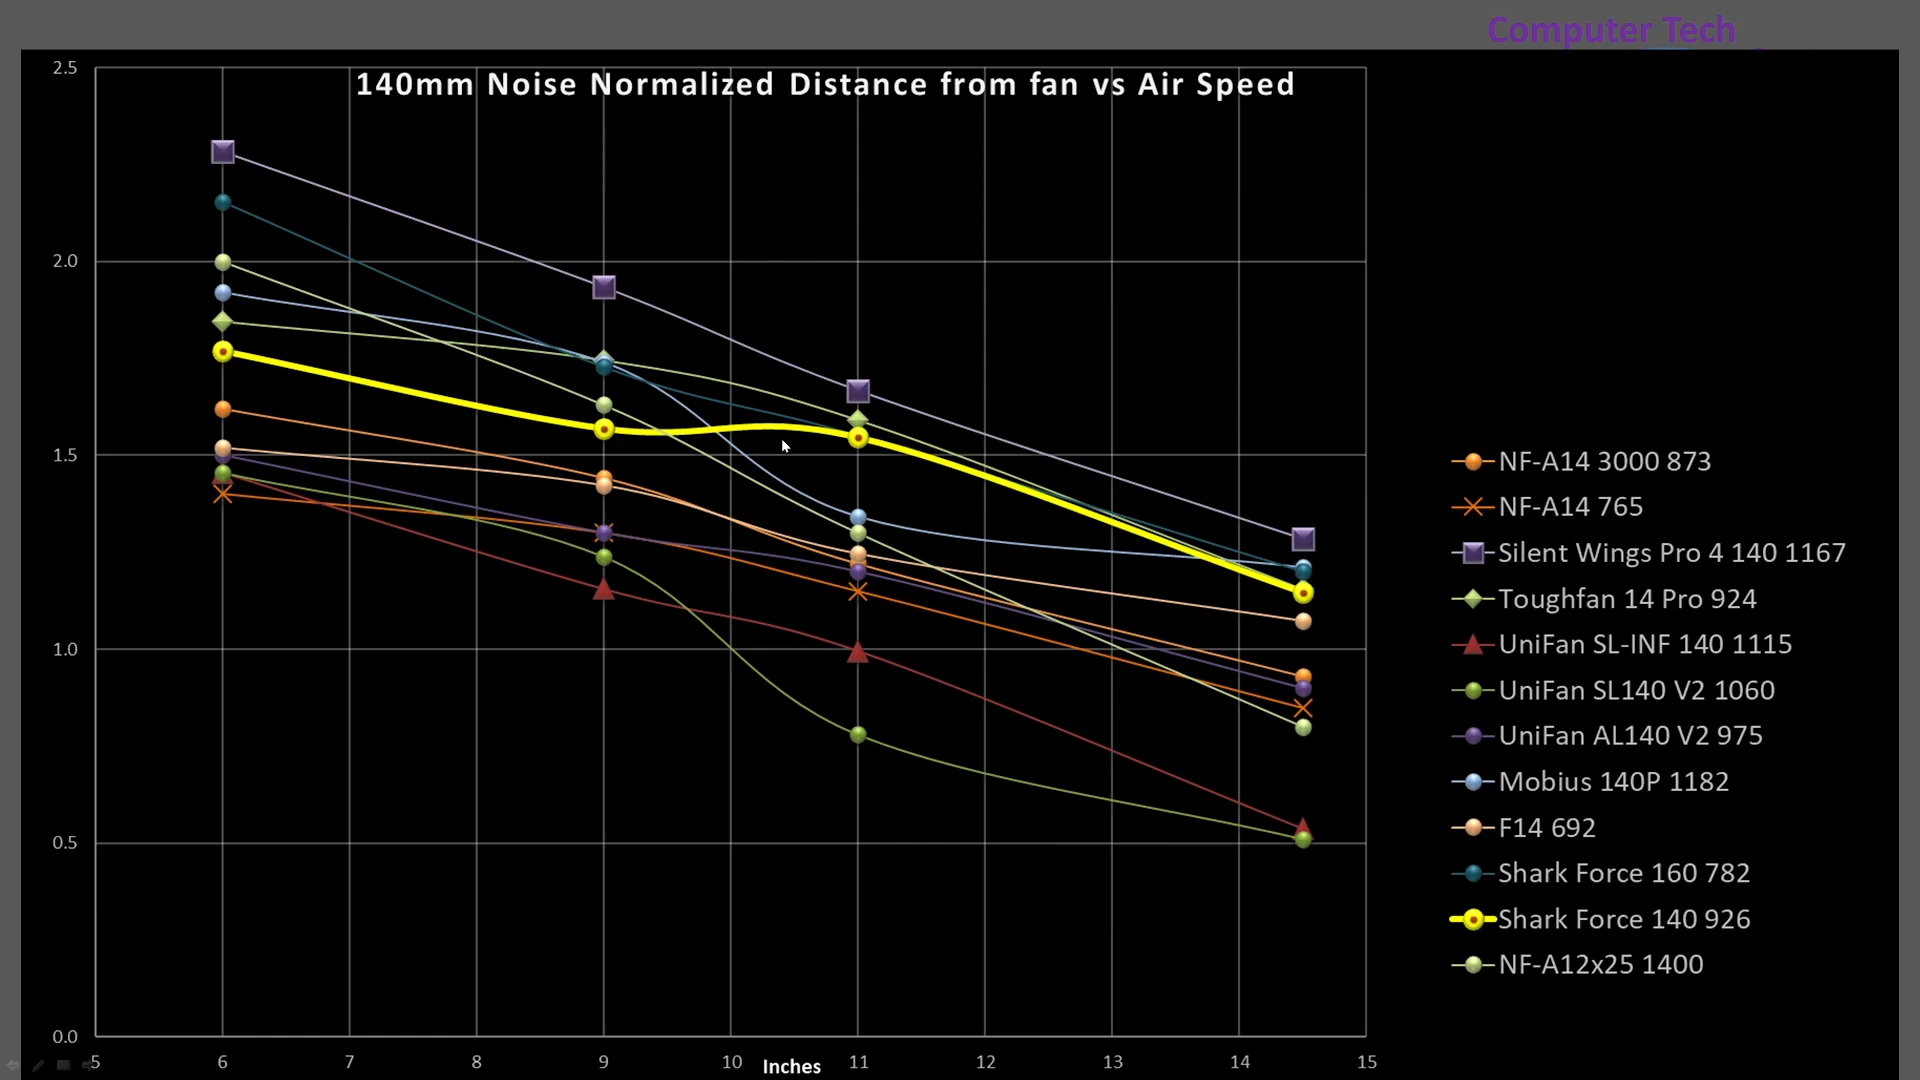 Computer Tech
140mm Noise Normalized Distance from fan vs Air Speed
2.5
2.0
1.5
1.0
0.5
0.0
5 6 7 8 9 10 11 12 13 14 15
Inches
NF-A14 3000 873
NF-A14 765
Silent Wings Pro 4 140 1167
Toughfan 14 Pro 924
UniFan SL-INF 140 1115
UniFan SL140 V2 1060
UniFan AL140 V2 975
Mobius 140P 1182
F14 692
Shark Force 160 782
Shark Force 140 926
NF-A12x25 1400